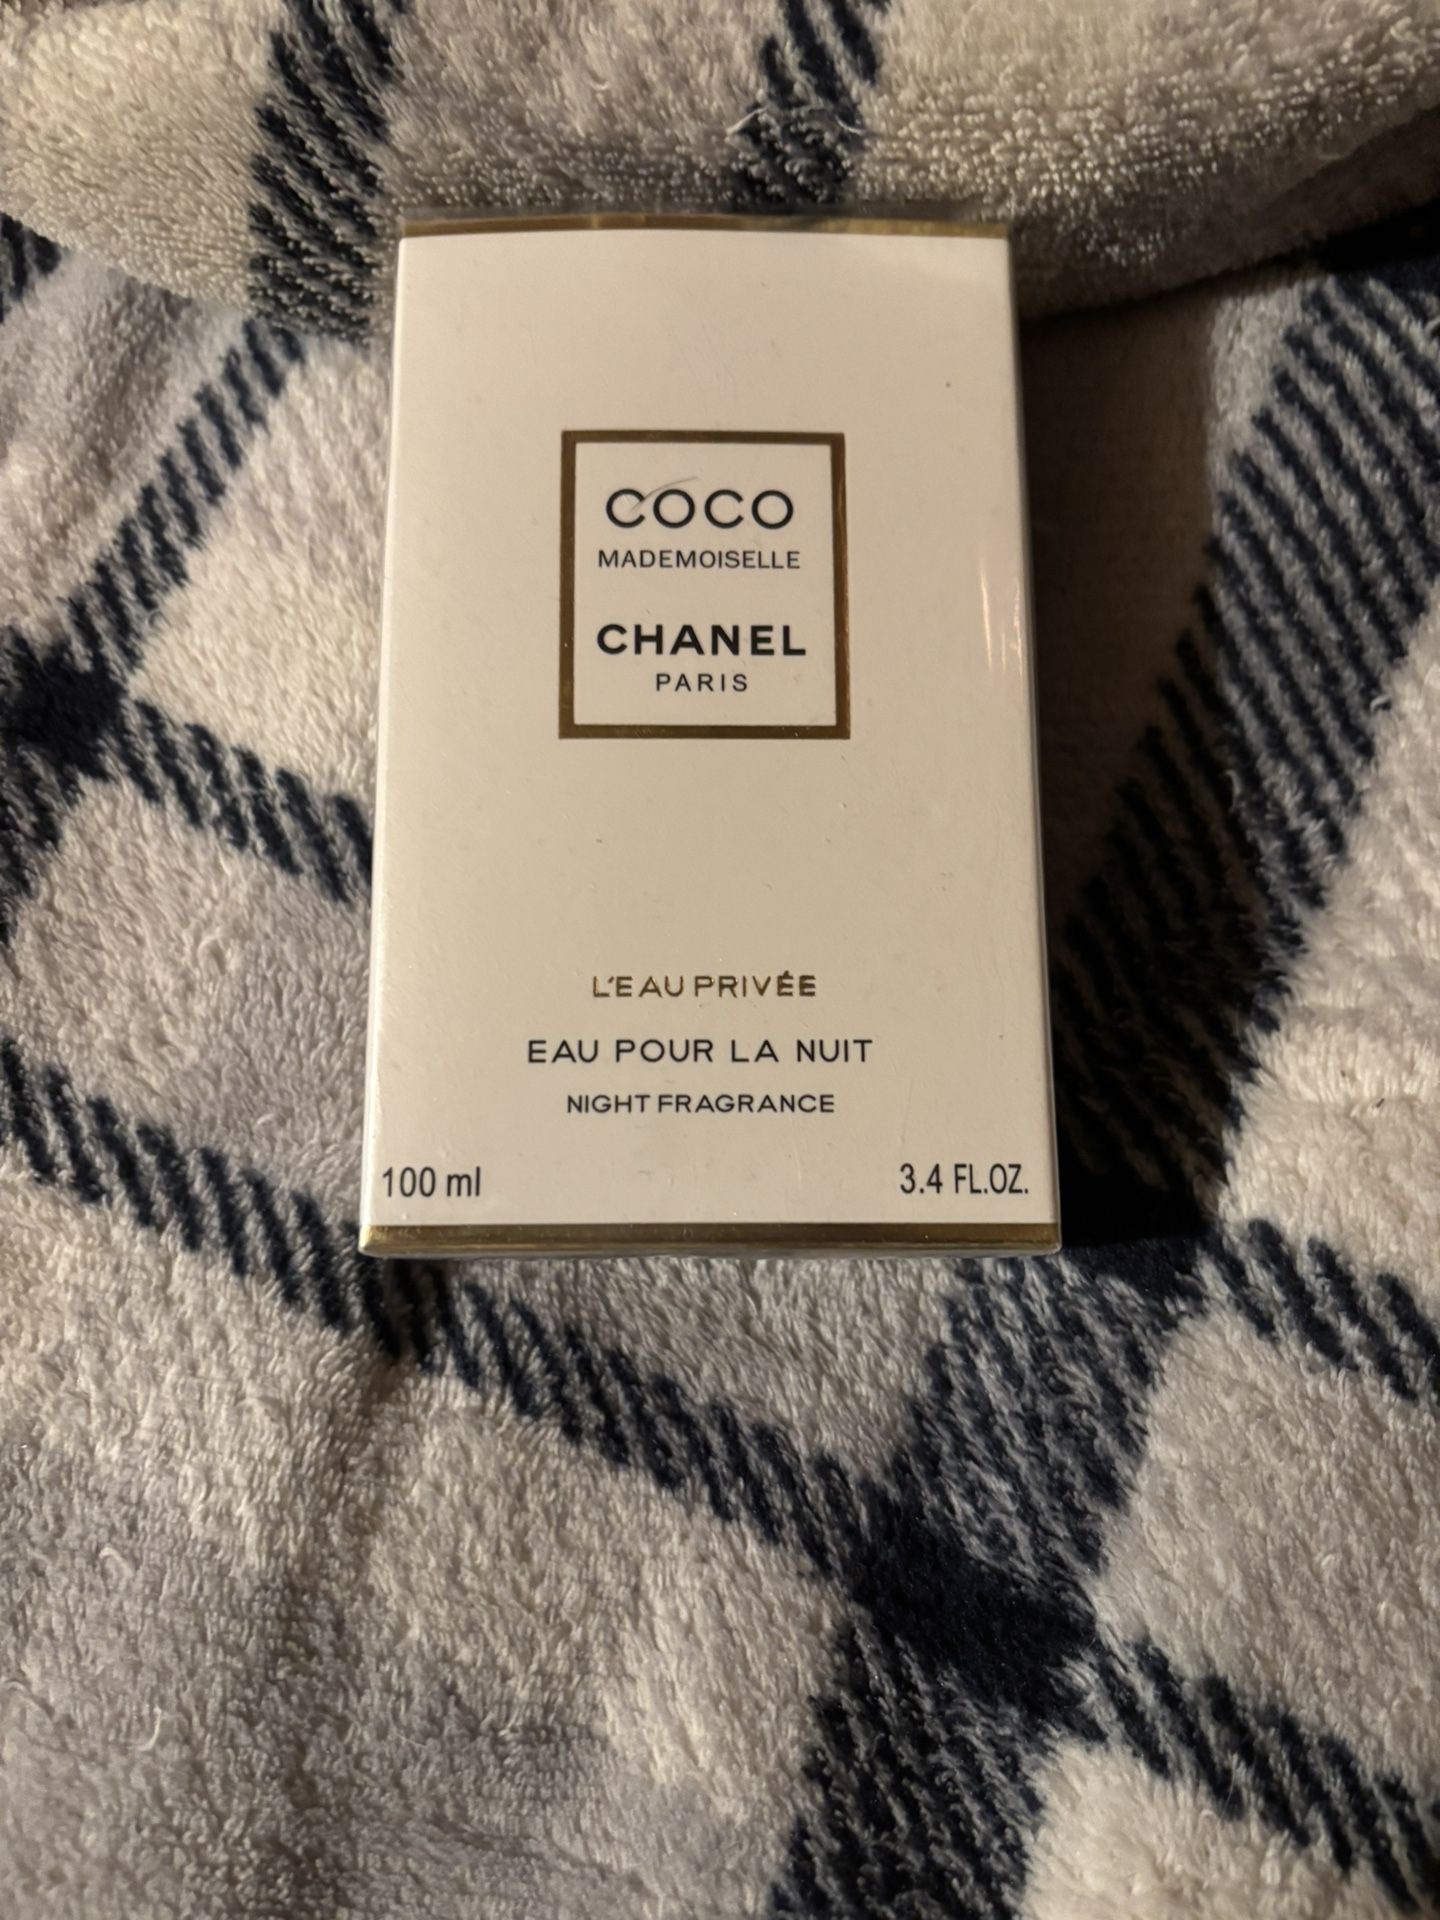 COCO
MADEMOISELLE
CHANEL
PARIS
L'EAU PRIVÉE
EAU POUR LA NUIT
NIGHT FRAGRANCE
100 ml 3.4 FL.OZ.